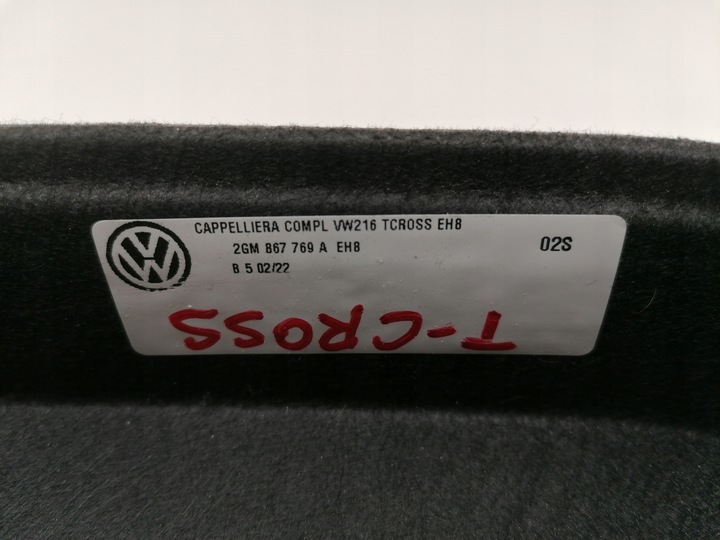 CAPPELLIERA COMPL VW216 TCROSS EH8
2GM 867 769 A EH8
02S
B 5 02/22
T-CROSS